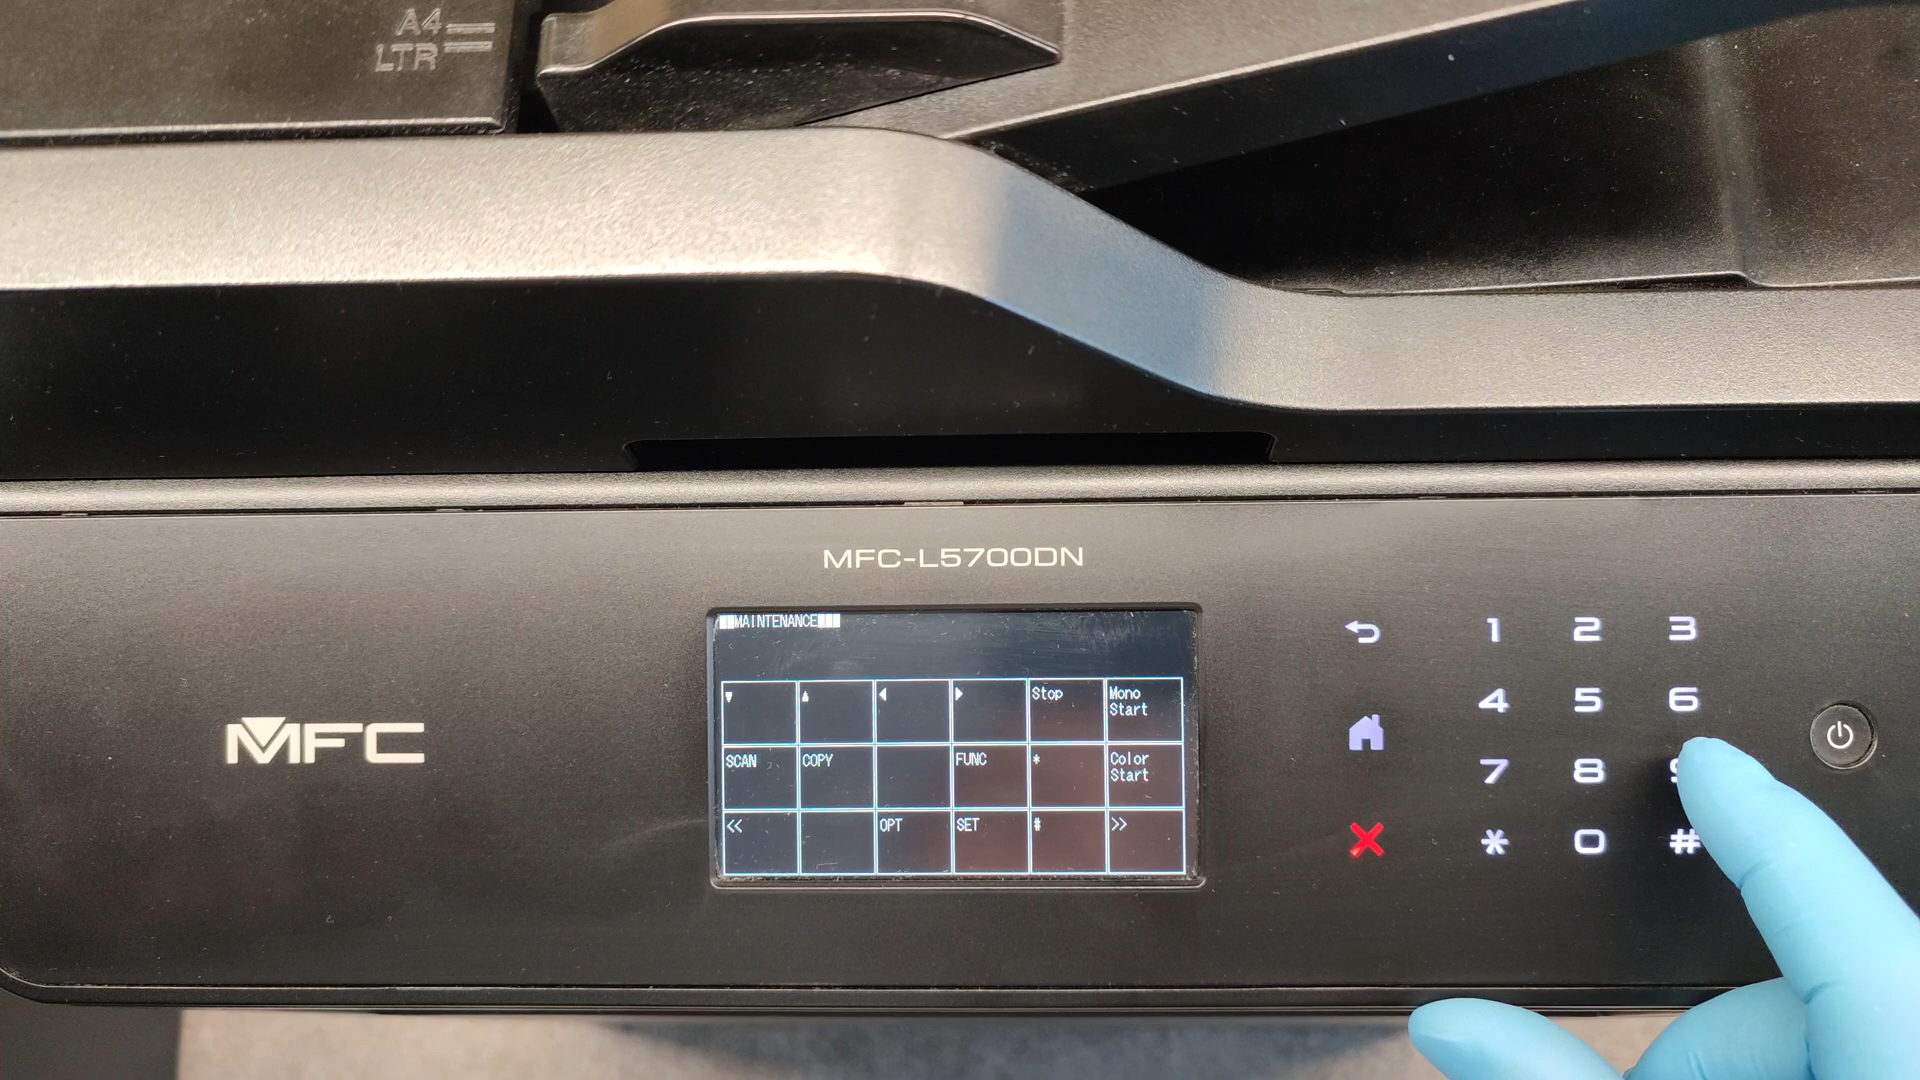 A4
LTR
MFC-L5700DN
MAINTENANCE
▼ ▲ ◀ ▶ Stop Mono Start
SCAN COPY FUNC * Color Start
<< OPT SET # >>
MFC
1 2 3
4 5 6
7 8
* 0 #